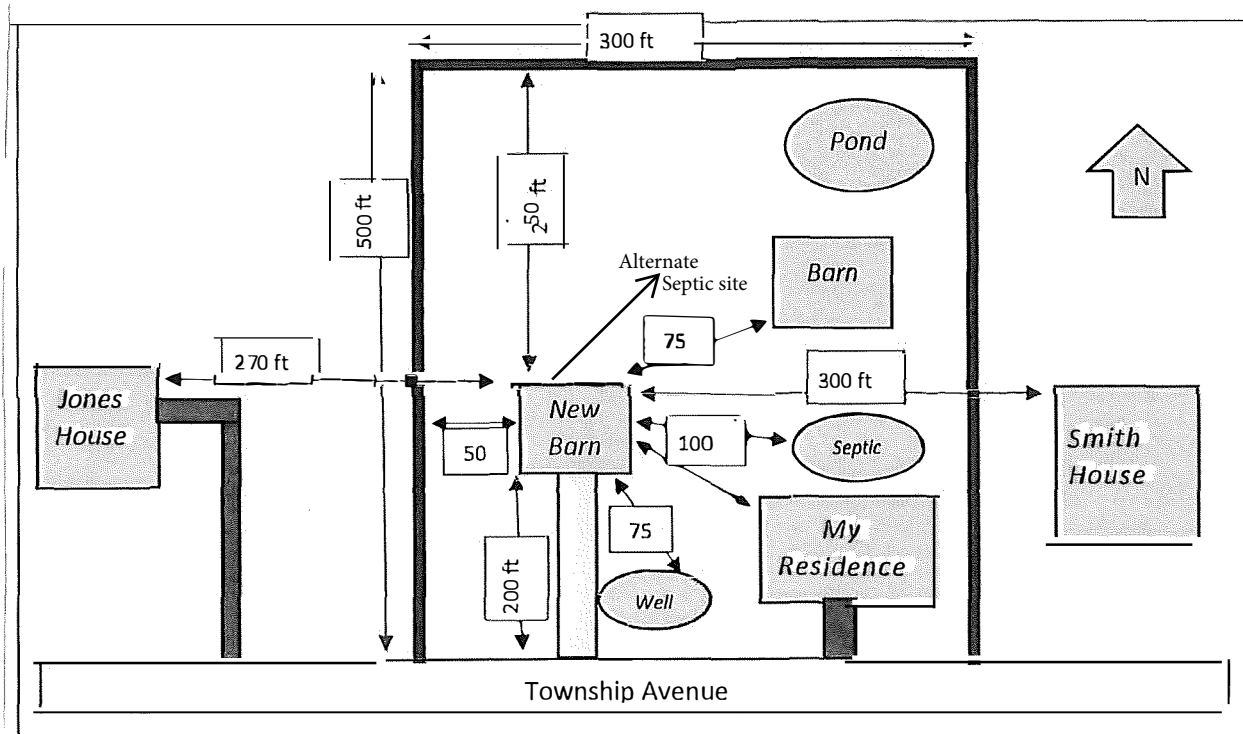 300 ft
Pond
N
500 ft
250 ft
Alternate
Septic site
Barn
75
270 ft
300 ft
Jones
House
New
Barn
50
100
Septic
Smith
House
75
200 ft
My
Residence
Well
Township Avenue